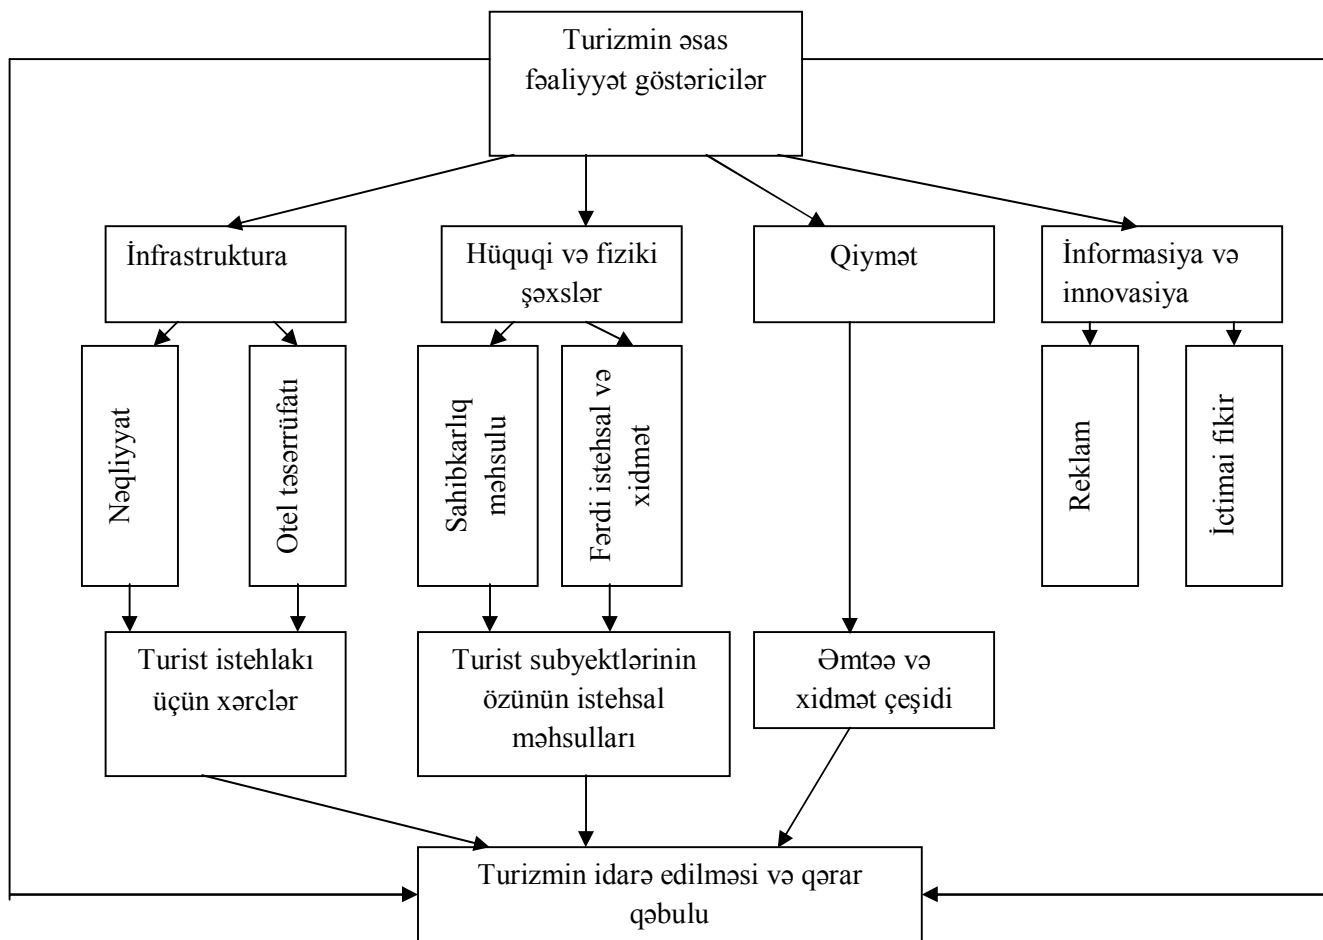 Turizmin əsas
fəaliyyət göstəricilər
İnfrastruktura
Hüquqi və fiziki
şəxslər
Qiymət
İnformasiya və
innovasiya
Nəqliyyat
Otel təsərrüfatı
Sahibkarlıq
məhsulu
Fərdi istehsal və
xidmət
Reklam
İctimai fikir
Turist istehlakı
üçün xərclər
Turist subyektlərinin
özünün istehsal
məhsulları
Əmtəə və
xidmət çeşidi
Turizmin idarə edilməsi və qərar
qəbulu